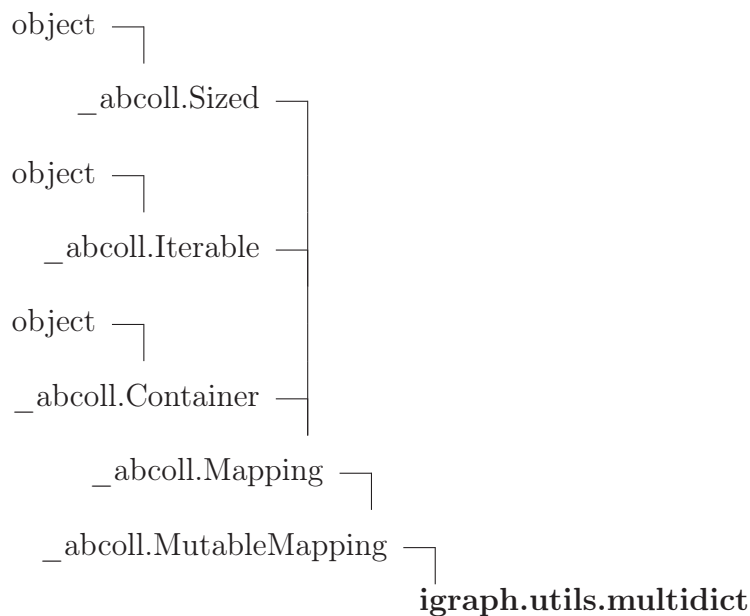 object
_abcoll.Sized
object
_abcoll.Iterable
object
_abcoll.Container
_abcoll.Mapping
_abcoll.MutableMapping
igraph.utils.multidict